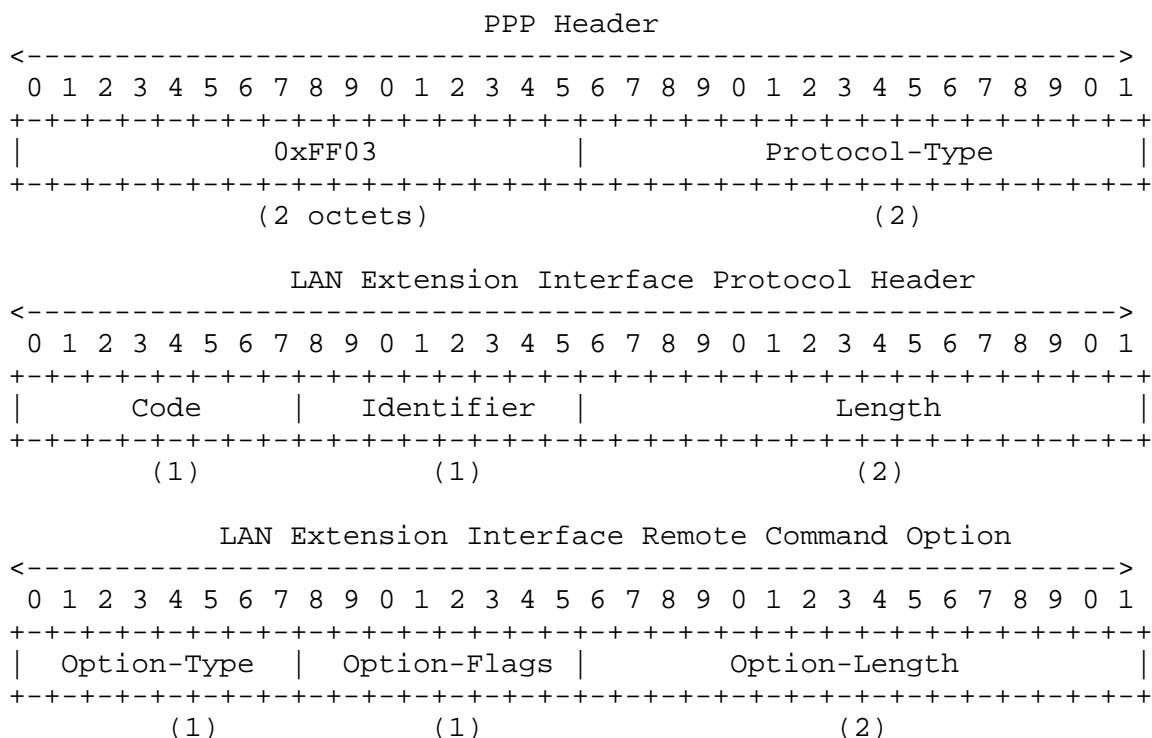 PPP Header
<-------------------------------------------------------------->
0 1 2 3 4 5 6 7 8 9 0 1 2 3 4 5 6 7 8 9 0 1 2 3 4 5 6 7 8 9 0 1
+-+-+-+-+-+-+-+-+-+-+-+-+-+-+-+-+-+-+-+-+-+-+-+-+-+-+-+-+-+-+-+-+
| 0xFF03 | Protocol-Type |
+-+-+-+-+-+-+-+-+-+-+-+-+-+-+-+-+-+-+-+-+-+-+-+-+-+-+-+-+-+-+-+-+
(2 octets) (2)
LAN Extension Interface Protocol Header
<-------------------------------------------------------------->
0 1 2 3 4 5 6 7 8 9 0 1 2 3 4 5 6 7 8 9 0 1 2 3 4 5 6 7 8 9 0 1
+-+-+-+-+-+-+-+-+-+-+-+-+-+-+-+-+-+-+-+-+-+-+-+-+-+-+-+-+-+-+-+-+
| Code | Identifier | Length |
+-+-+-+-+-+-+-+-+-+-+-+-+-+-+-+-+-+-+-+-+-+-+-+-+-+-+-+-+-+-+-+-+
(1) (1) (2)
LAN Extension Interface Remote Command Option
<-------------------------------------------------------------->
0 1 2 3 4 5 6 7 8 9 0 1 2 3 4 5 6 7 8 9 0 1 2 3 4 5 6 7 8 9 0 1
+-+-+-+-+-+-+-+-+-+-+-+-+-+-+-+-+-+-+-+-+-+-+-+-+-+-+-+-+-+-+-+-+
| Option-Type | Option-Flags | Option-Length |
+-+-+-+-+-+-+-+-+-+-+-+-+-+-+-+-+-+-+-+-+-+-+-+-+-+-+-+-+-+-+-+-+
(1) (1) (2)